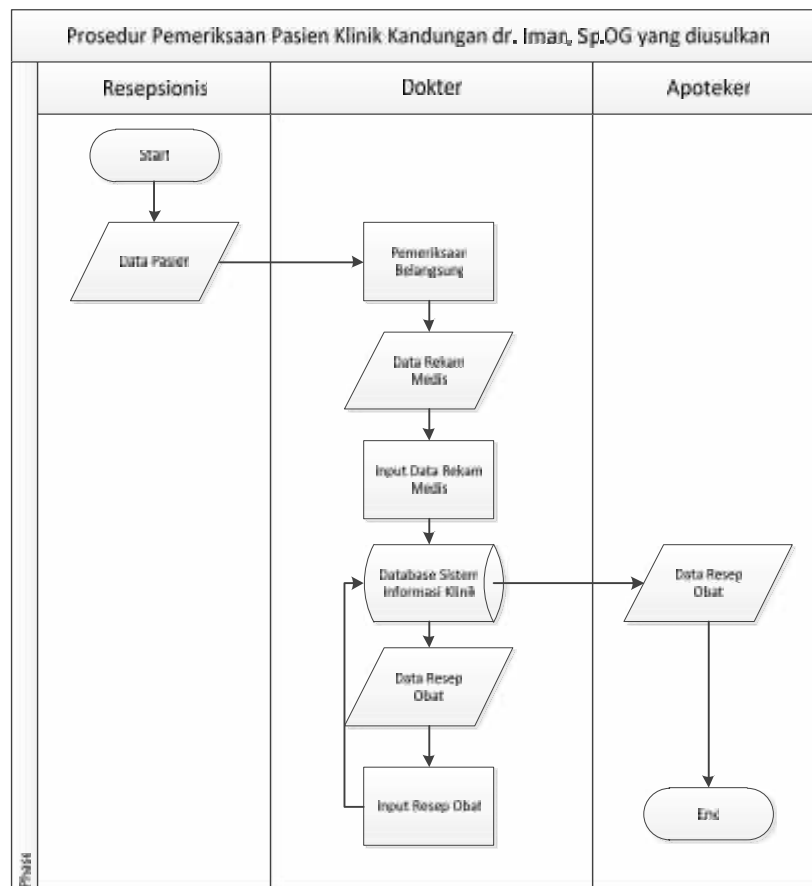 Prosedur Pemeriksaan Pasien Klinik Kandungan dr. Iman, Sp.OG yang diusulkan
Resepsionis
Dokter
Apoteker
Start
Data Pasien
Pemeriksaan
Belangsung
Data Rekam
Medis
Input Data Rekam
Medis
Database Sistem
Informasi Klinik
Data Resep
Obat
Data Resep
Obat
Input Resep Obat
End
Phase